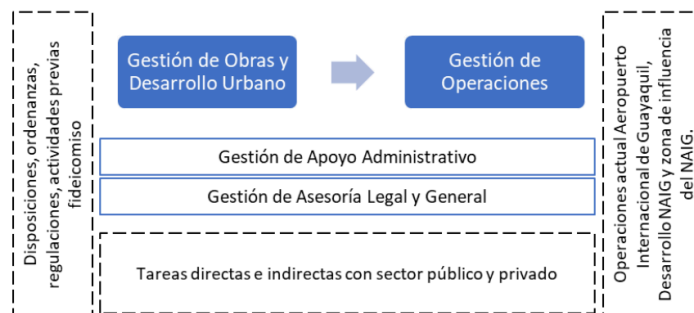 Disposiciones, ordenanzas,
regulaciones, actividades previas
fideicomiso
Gestión de Obras y
Desarrollo Urbano
Gestión de
Operaciones
Gestión de Apoyo Administrativo
Gestión de Asesoría Legal y General
Tareas directas e indirectas con sector público y privado
Operaciones actual Aeropuerto
Internacional de Guayaquil,
Desarrollo NAIG y zona de influencia
del NAIG,